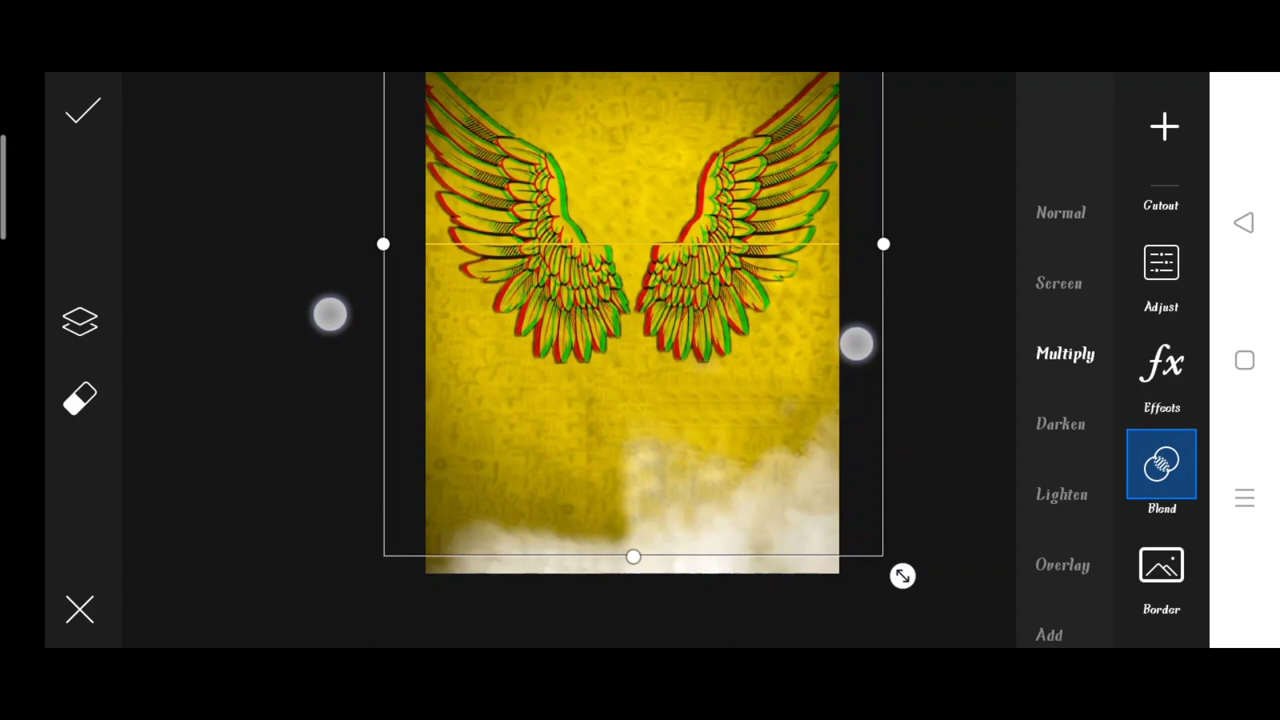 Cutout
Normal
Screen
Adjust
Multiply
Effects
Darken
Lighten
Blend
Overlay
Border
Add